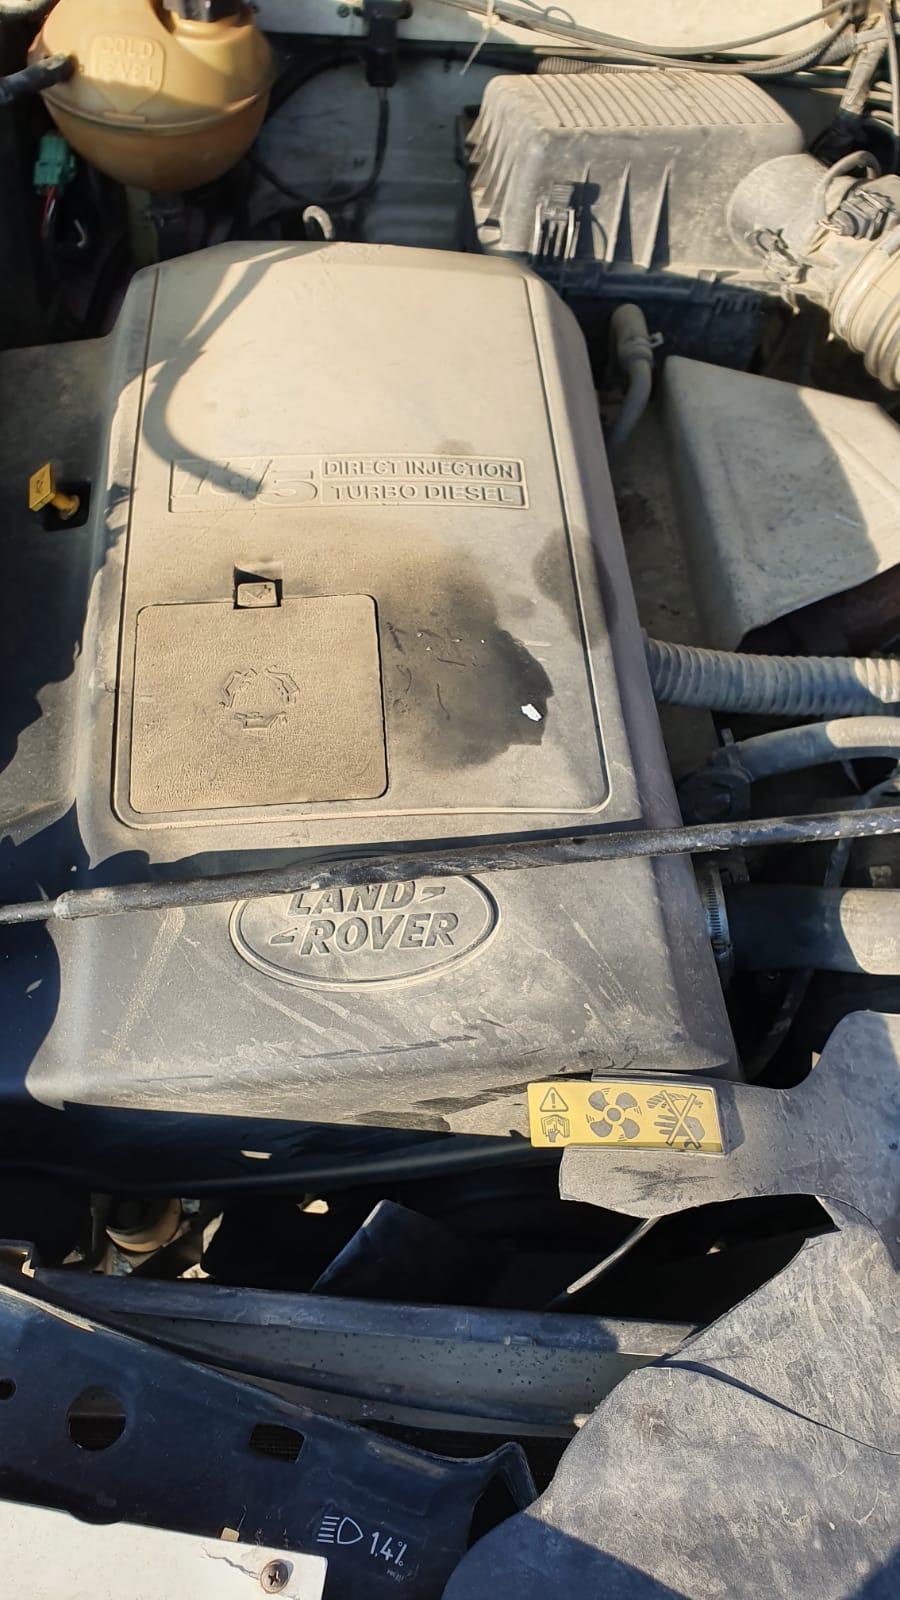 COLD
LEVEL
Td5
DIRECT INJECTION
TURBO DIESEL
LAND
ROVER
1.4%